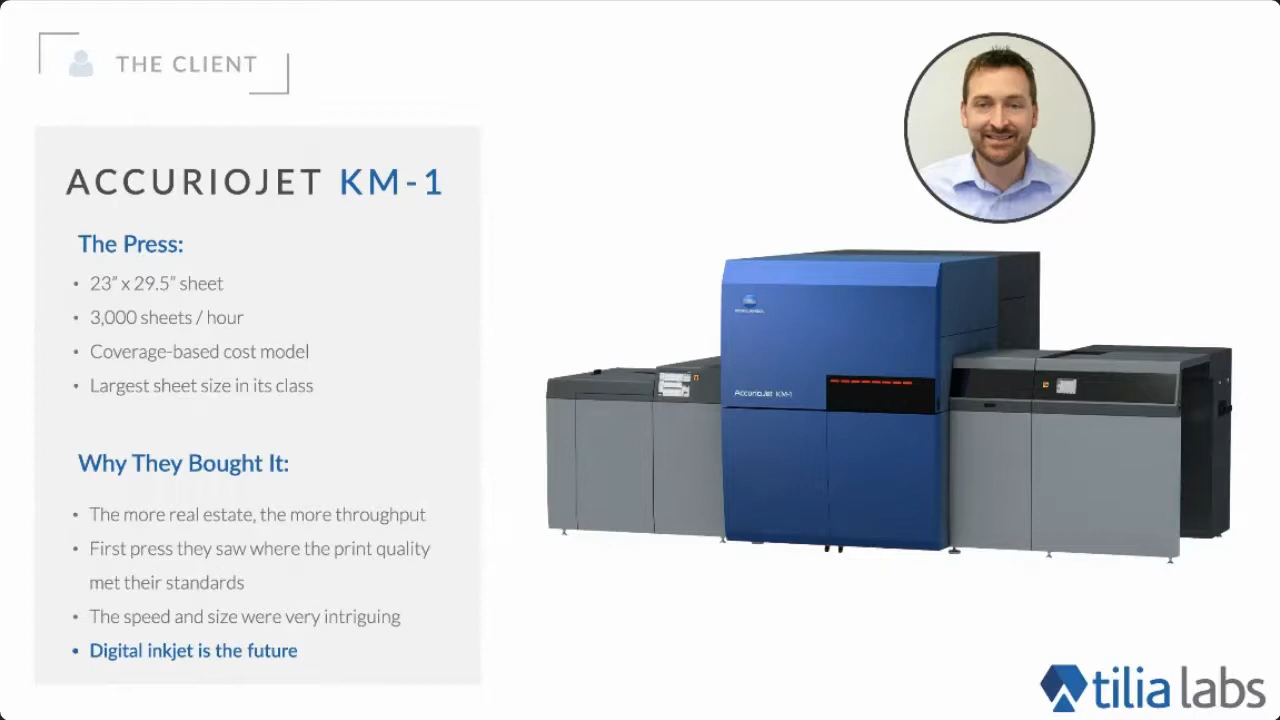 THE CLIENT
ACCURIOJET KM-1
The Press:
• 23” x 29.5” sheet
• 3,000 sheets / hour
• Coverage-based cost model
• Largest sheet size in its class
Why They Bought It:
• The more real estate, the more throughput
• First press they saw where the print quality
met their standards
• The speed and size were very intriguing
• Digital inkjet is the future
AccurioJet KM-1
tilia labs